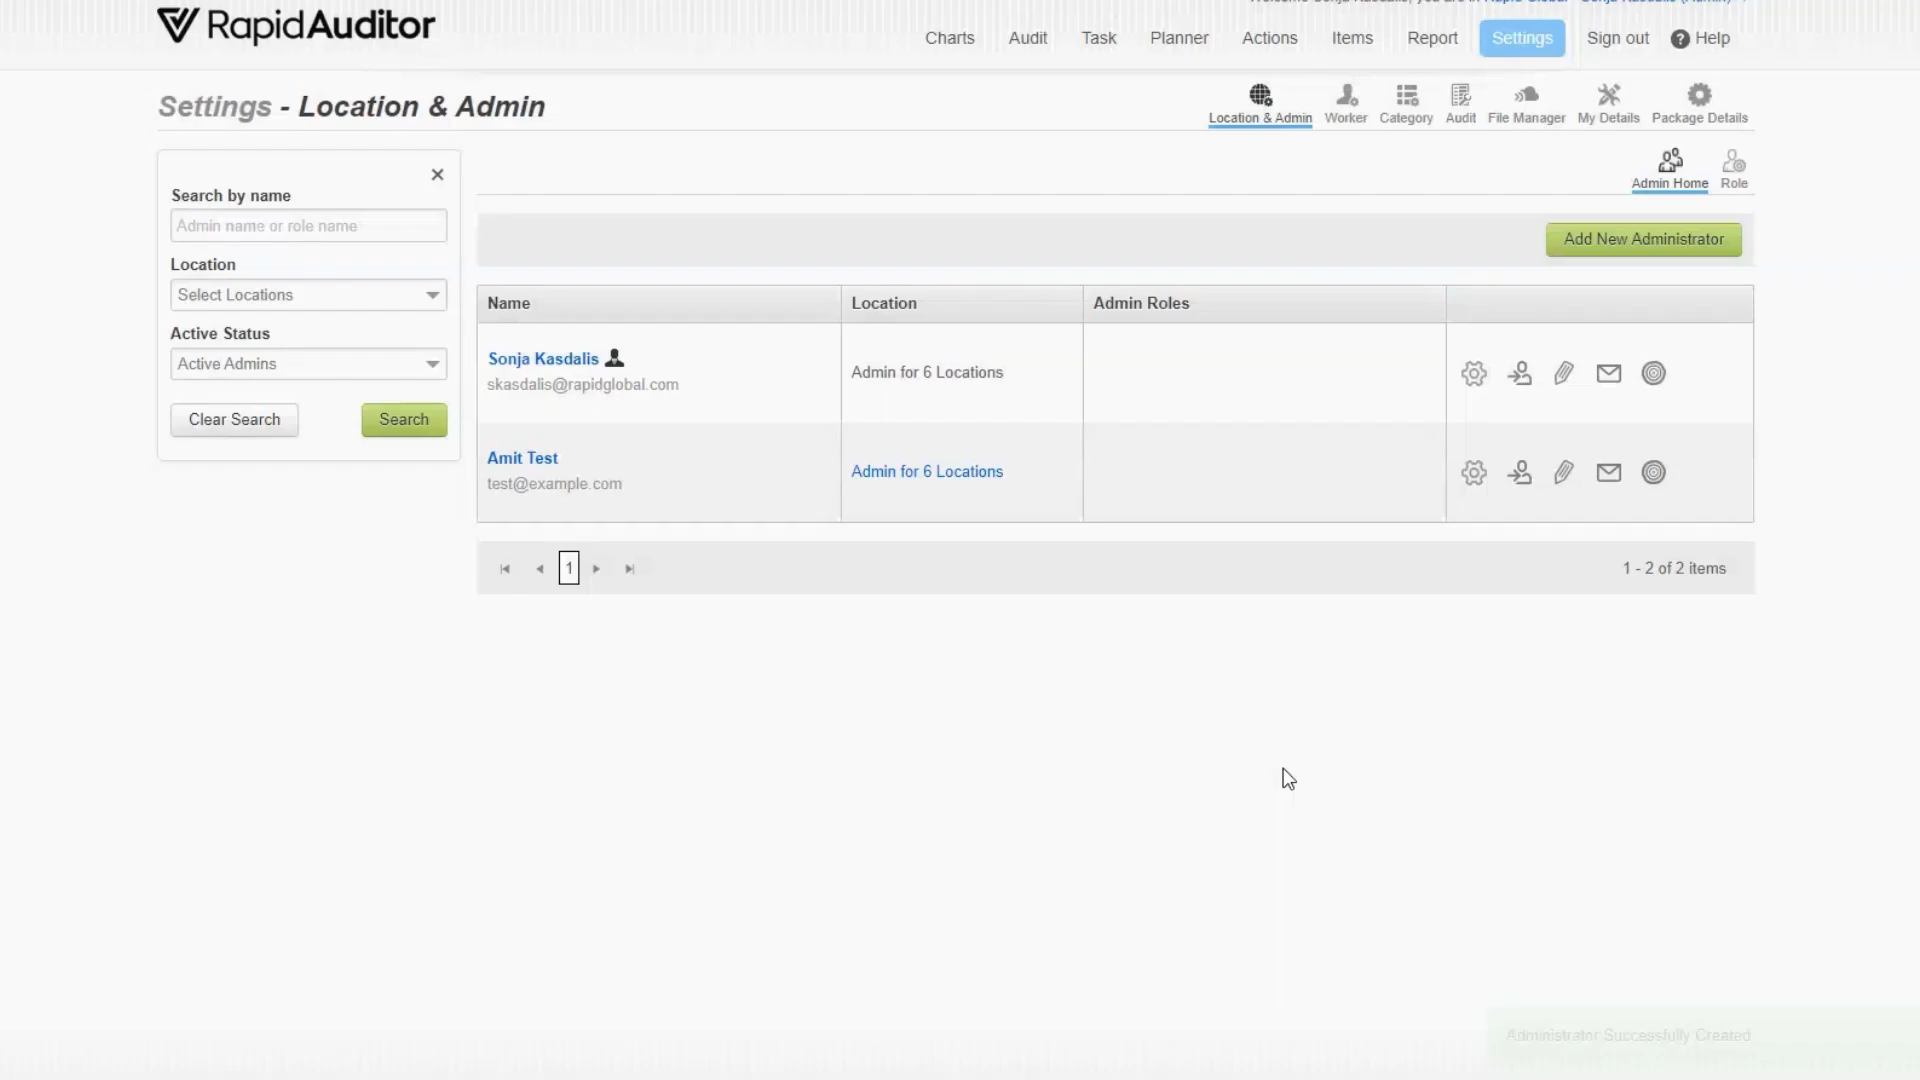 RapidAuditor
Charts
Audit
Task
Planner
Actions
Items
Report
Settings
Sign out
? Help
Settings - Location & Admin
Location & Admin
Worker
Category
Audit
File Manager
My Details
Package Details
Admin Home
Role
Search by name
Admin name or role name
Location
Select Locations
Active Status
Active Admins
Clear Search
Search
Add New Administrator
Name
Location
Admin Roles
Sonja Kasdalis
skasdalis@rapidglobal.com
Admin for 6 Locations
Amit Test
test@example.com
Admin for 6 Locations
1
1 - 2 of 2 items
Administrator Successfully Created